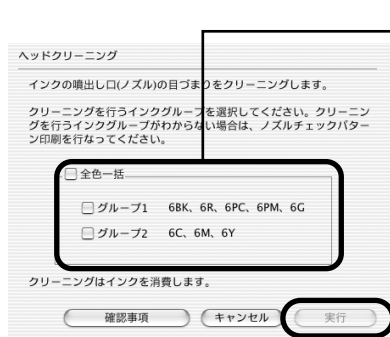 ヘッドクリーニング
インクの噴出し口(ノズル)の目づまりをクリーニングします。
クリーニングを行うインクグループを選択してください。クリーニン
グを行うインクグループがわからない場合は、ノズルチェックパター
ン印刷を行なってください。
全色一括
グループ1 6BK、6R、6PC、6PM、6G
グループ2 6C、6M、6Y
クリーニングはインクを消費します。
確認事項 キャンセル 実行